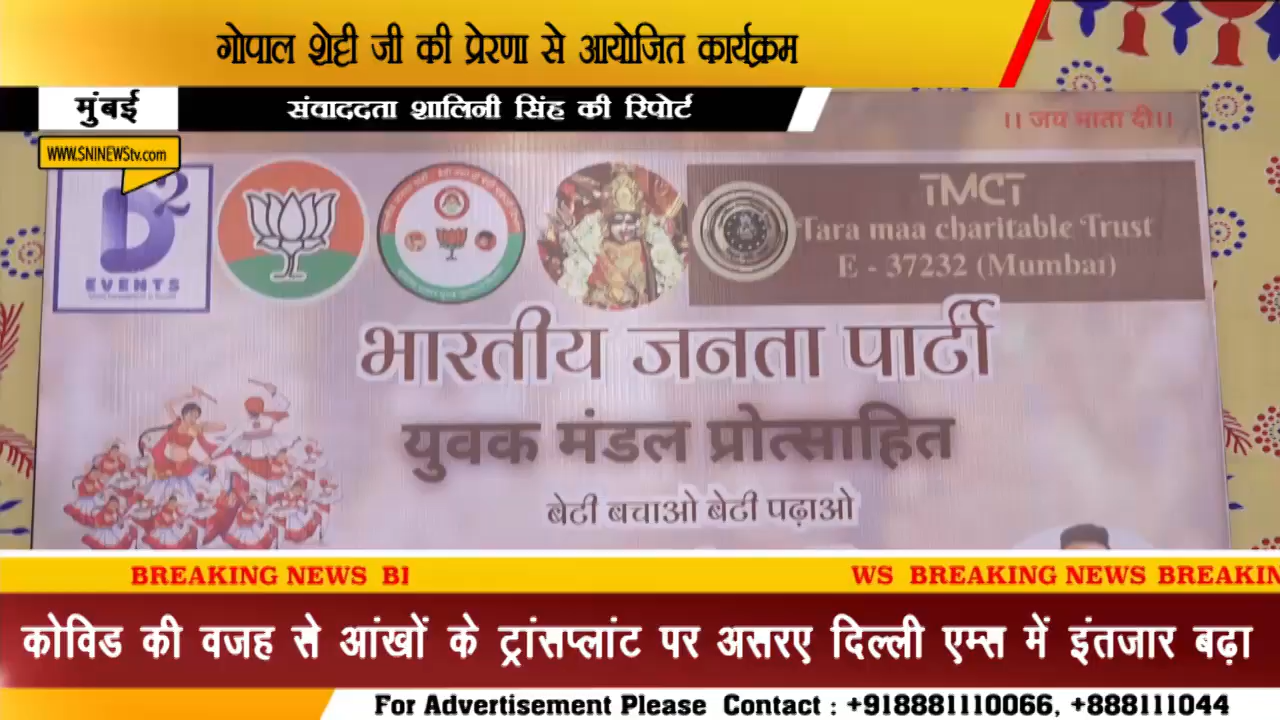 गोपाल शेट्टी जी की प्रेरणा से आयोजित कार्यक्रम
मुंबई
संवाददता शालिनी सिंह की रिपोर्ट
।। जय माता दी।।
WWW.SNINEWStv.com
D2
EVENTS
TMCT
Tara maa charitable Trust
E - 37232 (Mumbai)
भारतीय जनता पार्टी
युवक मंडल प्रोत्साहित
बेटी बचाओ बेटी पढ़ाओ
BREAKING NEWS BI
WS BREAKING NEWS BREAKIN
कोविड की वजह से आंखों के ट्रांसप्लांट पर असरए दिल्ली एम्स में इंतजार बढ़ा
For Advertisement Please Contact : +918881110066, +888111044